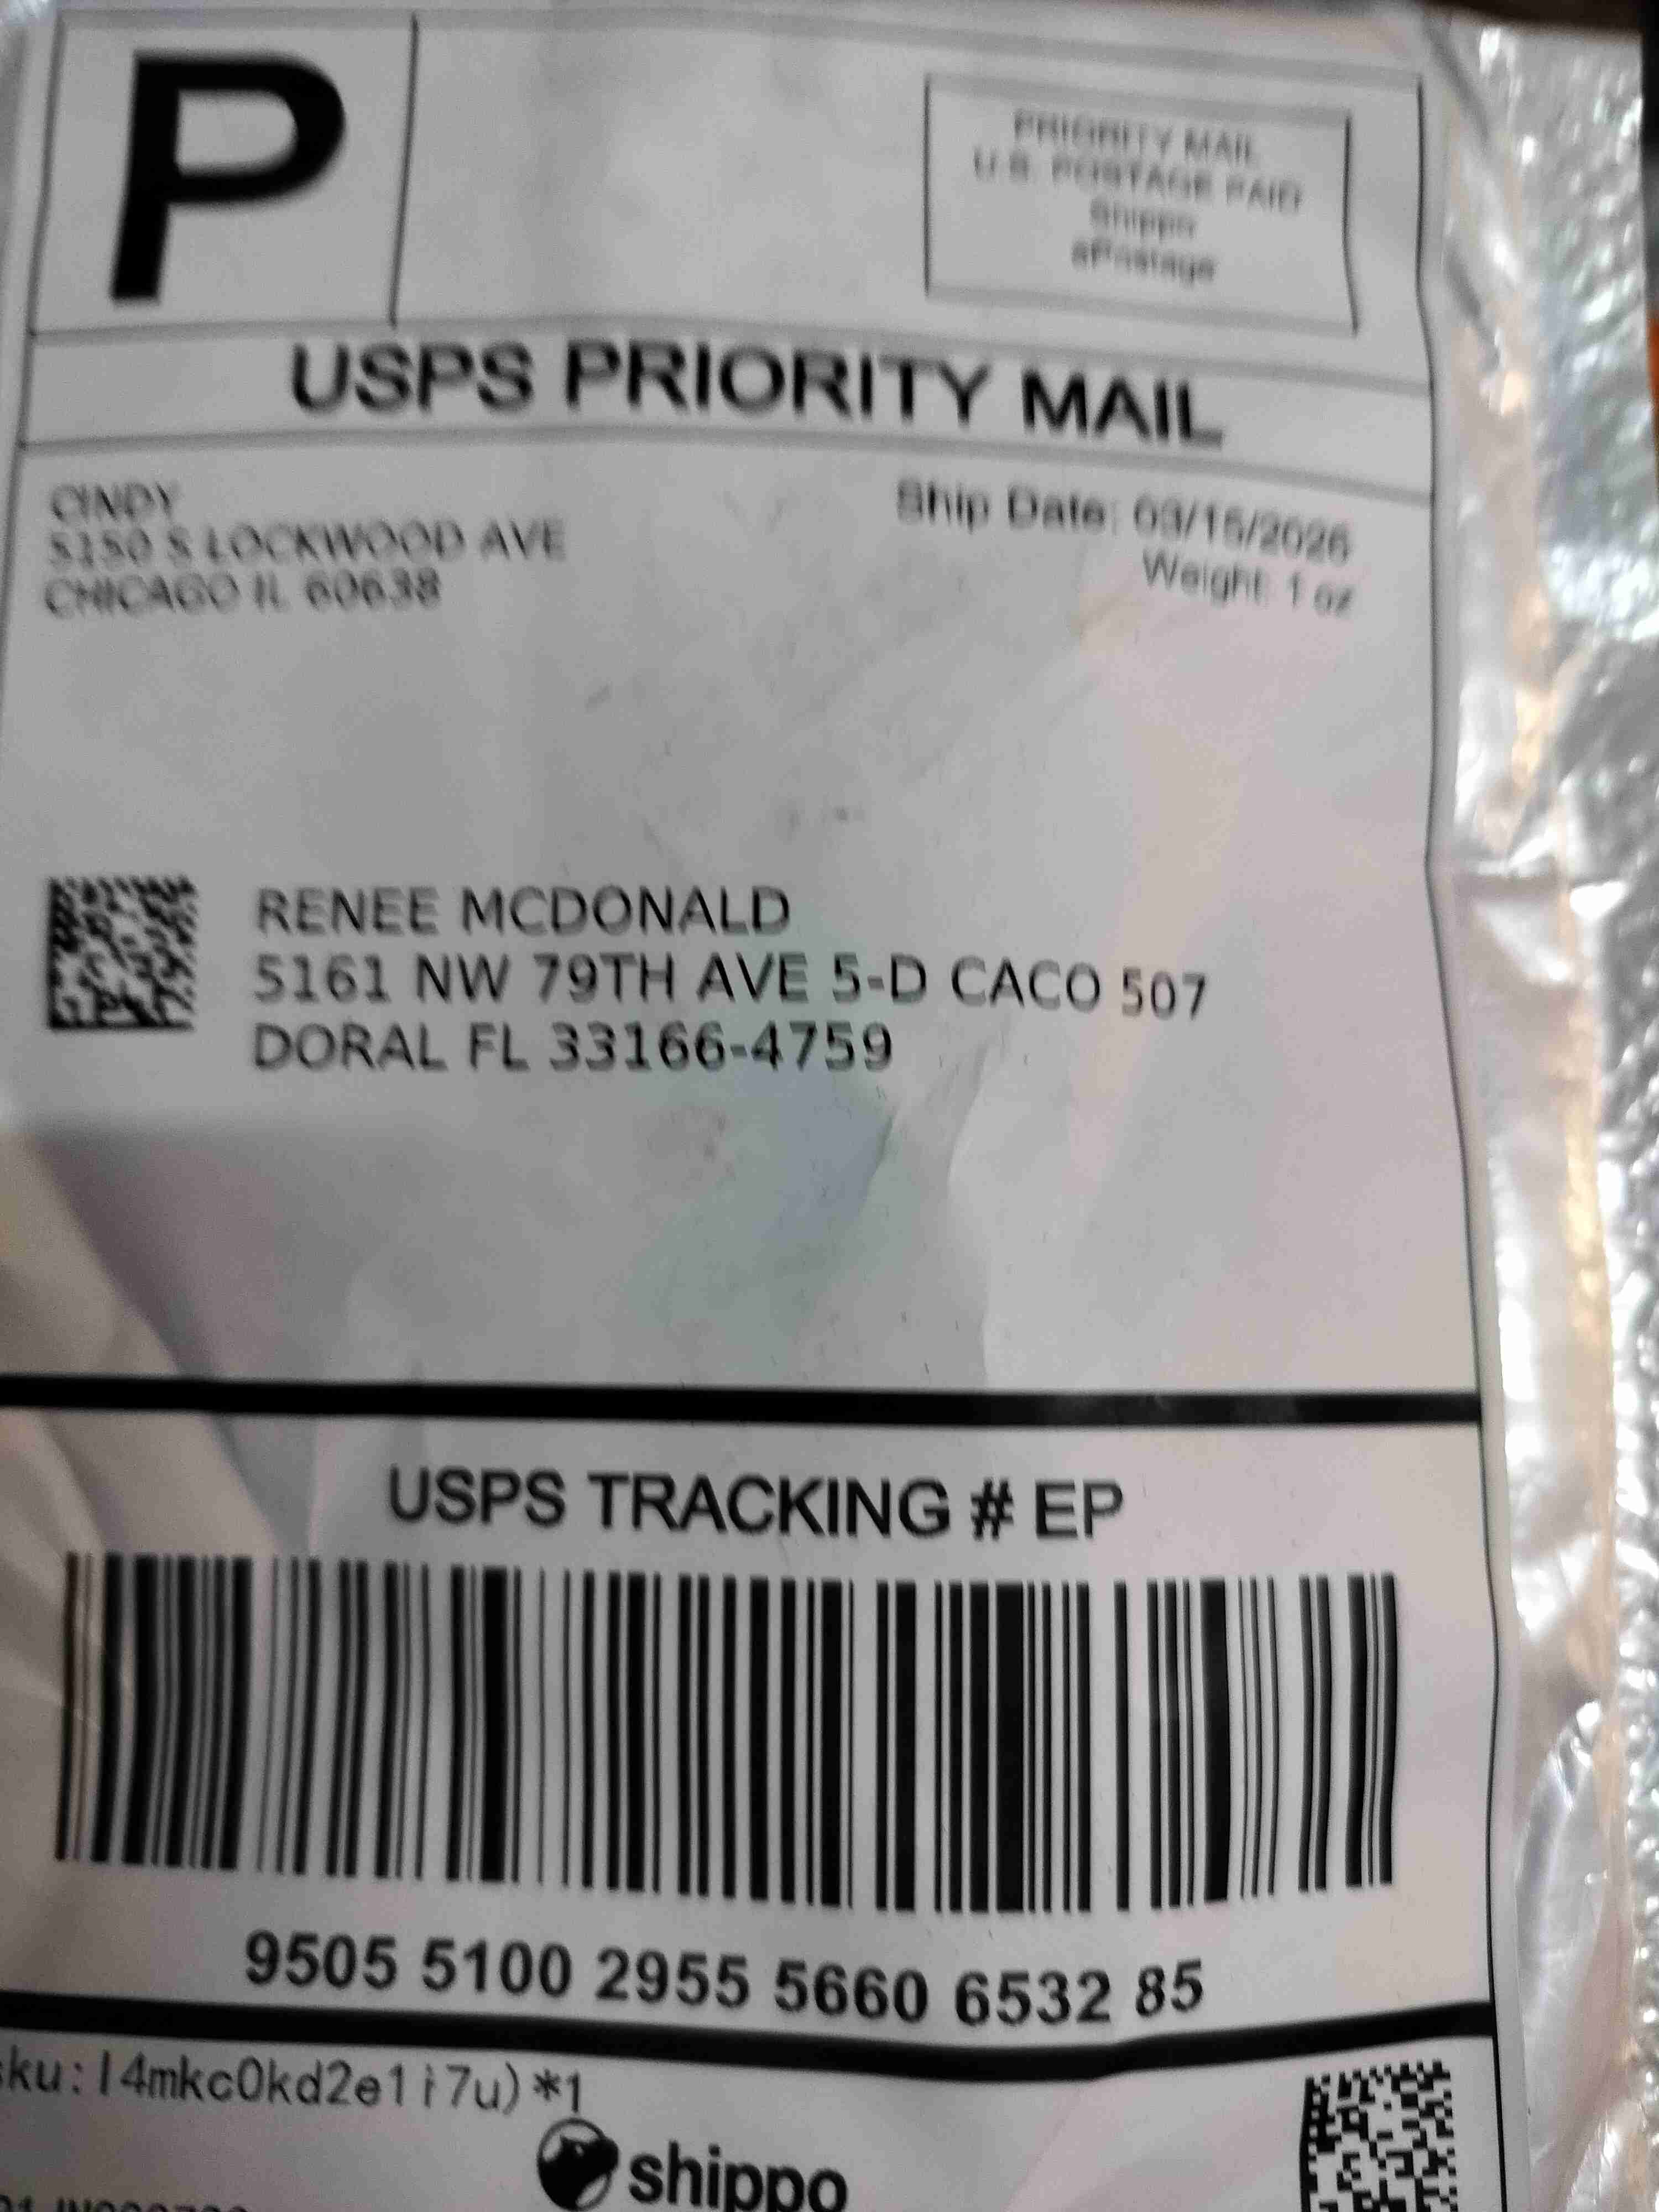 P
PRIORITY MAIL
U.S. POSTAGE PAID
Shippo
ePostage
USPS PRIORITY MAIL
CINDY
5150 S LOCKWOOD AVE
CHICAGO IL 60638
Ship Date: 03/15/2026
Weight: 1 oz
RENEE MCDONALD
5161 NW 79TH AVE 5-D CACO 507
DORAL FL 33166-4759
USPS TRACKING # EP
9505 5100 2955 5660 6532 85
ku:l4mkc0kd2e1i7u)*1
shippo